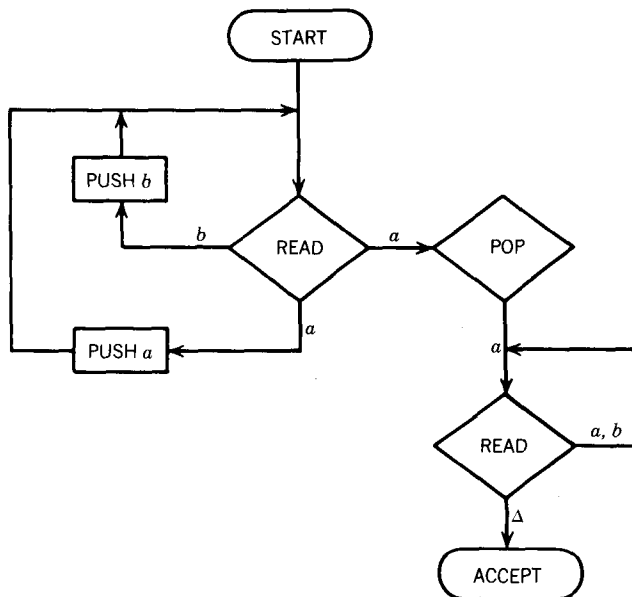 START
PUSH b
b
READ
a
POP
a
PUSH a
a
READ
a, b
Δ
ACCEPT